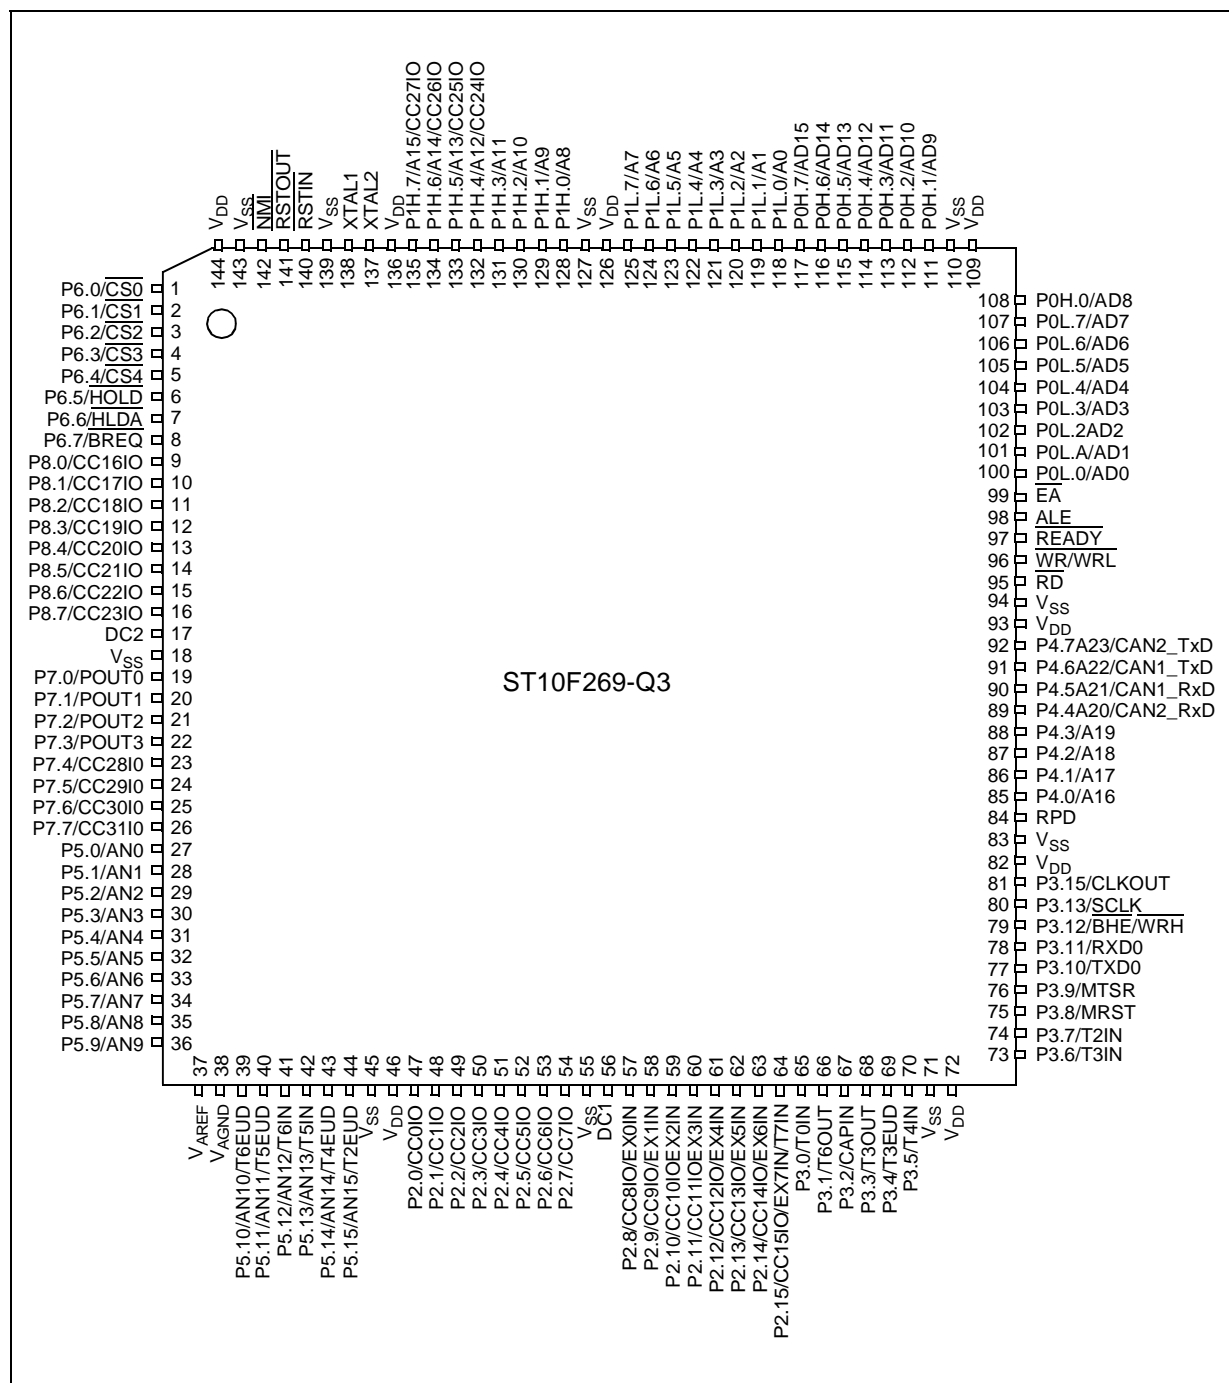 VDD
VSS
NMI
RSTOUT
RSTIN
VSS
XTAL1
XTAL2
VDD
P1H.7/A15/CC27IO
P1H.6/A14/CC26IO
P1H.5/A13/CC25IO
P1H.4/A12/CC24IO
P1H.3/A11
P1H.2/A10
P1H.1/A9
P1H.0/A8
VSS
VDD
P1L.7/A7
P1L.6/A6
P1L.5/A5
P1L.4/A4
P1L.3/A3
P1L.2/A2
P1L.1/A1
P1L.0/A0
P0H.7/AD15
P0H.6/AD14
P0H.5/AD13
P0H.4/AD12
P0H.3/AD11
P0H.2/AD10
P0H.1/AD9
VSS
VDD
144
143
142
141
140
139
138
137
136
135
134
133
132
131
130
129
128
127
126
125
124
123
122
121
120
119
118
117
116
115
114
113
112
111
110
109
P6.0/CS0 1
P6.1/CS1 2
P6.2/CS2 3
P6.3/CS3 4
P6.4/CS4 5
P6.5/HOLD 6
P6.6/HLDA 7
P6.7/BREQ 8
P8.0/CC16IO 9
P8.1/CC17IO 10
P8.2/CC18IO 11
P8.3/CC19IO 12
P8.4/CC20IO 13
P8.5/CC21IO 14
P8.6/CC22IO 15
P8.7/CC23IO 16
DC2 17
VSS 18
P7.0/POUT0 19
P7.1/POUT1 20
P7.2/POUT2 21
P7.3/POUT3 22
P7.4/CC28I0 23
P7.5/CC29I0 24
P7.6/CC30I0 25
P7.7/CC31I0 26
P5.0/AN0 27
P5.1/AN1 28
P5.2/AN2 29
P5.3/AN3 30
P5.4/AN4 31
P5.5/AN5 32
P5.6/AN6 33
P5.7/AN7 34
P5.8/AN8 35
P5.9/AN9 36
ST10F269-Q3
108 P0H.0/AD8
107 P0L.7/AD7
106 P0L.6/AD6
105 P0L.5/AD5
104 P0L.4/AD4
103 P0L.3/AD3
102 P0L.2AD2
101 P0L.A/AD1
100 P0L.0/AD0
99 EA
98 ALE
97 READY
96 WR/WRL
95 RD
94 VSS
93 VDD
92 P4.7A23/CAN2_TxD
91 P4.6A22/CAN1_TxD
90 P4.5A21/CAN1_RxD
89 P4.4A20/CAN2_RxD
88 P4.3/A19
87 P4.2/A18
86 P4.1/A17
85 P4.0/A16
84 RPD
83 VSS
82 VDD
81 P3.15/CLKOUT
80 P3.13/SCLK
79 P3.12/BHE/WRH
78 P3.11/RXD0
77 P3.10/TXD0
76 P3.9/MTSR
75 P3.8/MRST
74 P3.7/T2IN
73 P3.6/T3IN
37
38
39
40
41
42
43
44
45
46
47
48
49
50
51
52
53
54
55
56
57
58
59
60
61
62
63
64
65
66
67
68
69
70
71
72
VAREF
VAGND
P5.10/AN10/T6EUD
P5.11/AN11/T5EUD
P5.12/AN12/T6IN
P5.13/AN13/T5IN
P5.14/AN14/T4EUD
P5.15/AN15/T2EUD
VSS
VDD
P2.0/CC0IO
P2.1/CC1IO
P2.2/CC2IO
P2.3/CC3IO
P2.4/CC4IO
P2.5/CC5IO
P2.6/CC6IO
P2.7/CC7IO
VSS
DC1
P2.8/CC8IO/EX0IN
P2.9/CC9IO/EX1IN
P2.10/CC10IOEX2IN
P2.11/CC11IOEX3IN
P2.12/CC12IO/EX4IN
P2.13/CC13IO/EX5IN
P2.14/CC14IO/EX6IN
P2.15/CC15IO/EX7IN/T7IN
P3.0/T0IN
P3.1/T6OUT
P3.2/CAPIN
P3.3/T3OUT
P3.4/T3EUD
P3.5/T4IN
VSS
VDD